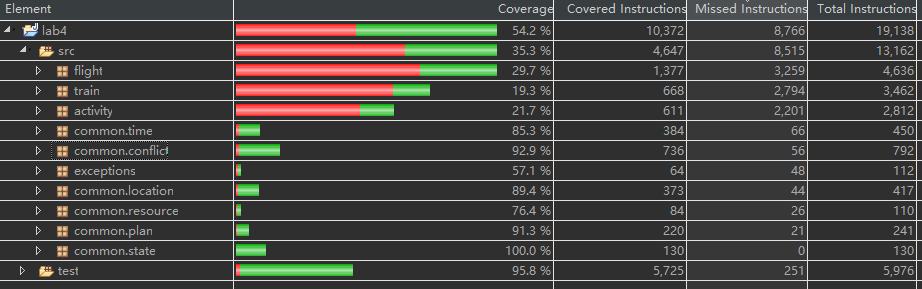 Element Coverage Covered Instructions Missed Instructions Total Instructions
lab4 54.2 % 10,372 8,766 19,138
src 35.3 % 4,647 8,515 13,162
flight 29.7 % 1,377 3,259 4,636
train 19.3 % 668 2,794 3,462
activity 21.7 % 611 2,201 2,812
common.time 85.3 % 384 66 450
common.conflict 92.9 % 736 56 792
exceptions 57.1 % 64 48 112
common.location 89.4 % 373 44 417
common.resource 76.4 % 84 26 110
common.plan 91.3 % 220 21 241
common.state 100.0 % 130 0 130
test 95.8 % 5,725 251 5,976